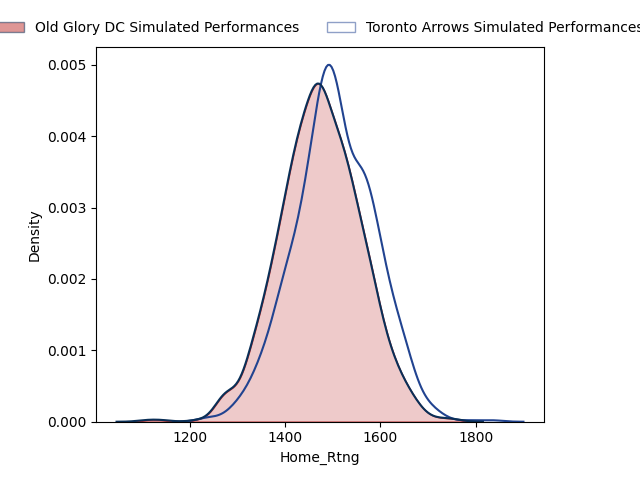 Old Glory DC Simulated Performances
Toronto Arrows Simulated Performances
0.005
0.004
0.003
0.002
0.001
0.000
Density
1200
1400
1600
1800
Home_Rtng